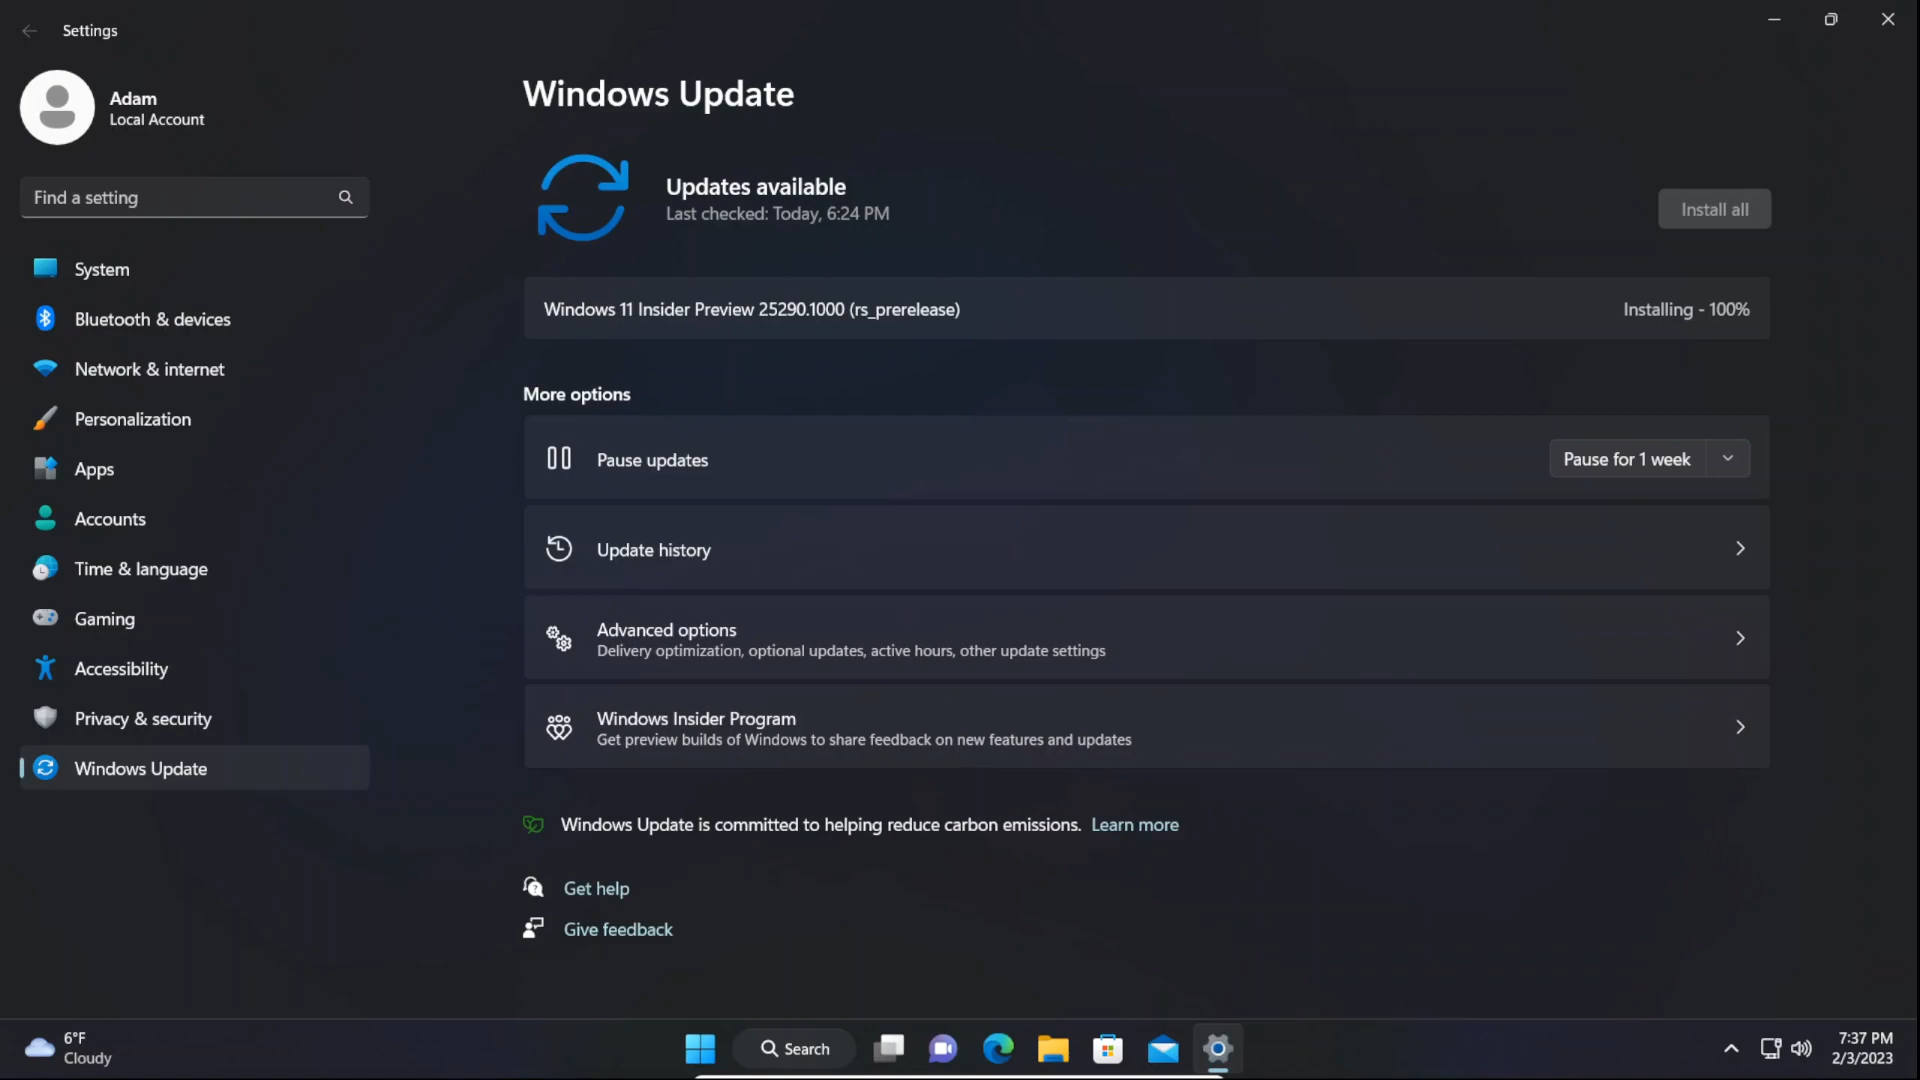 Settings
Adam
Local Account
Find a setting
System
Bluetooth & devices
Network & internet
Personalization
Apps
Accounts
Time & language
Gaming
Accessibility
Privacy & security
Windows Update
Windows Update
Updates available
Last checked: Today, 6:24 PM
Install all
Windows 11 Insider Preview 25290.1000 (rs_prerelease)
Installing - 100%
More options
Pause updates
Pause for 1 week
Update history
Advanced options
Delivery optimization, optional updates, active hours, other update settings
Windows Insider Program
Get preview builds of Windows to share feedback on new features and updates
Windows Update is committed to helping reduce carbon emissions. Learn more
Get help
Give feedback
6°F
Cloudy
Search
7:37 PM
2/3/2023